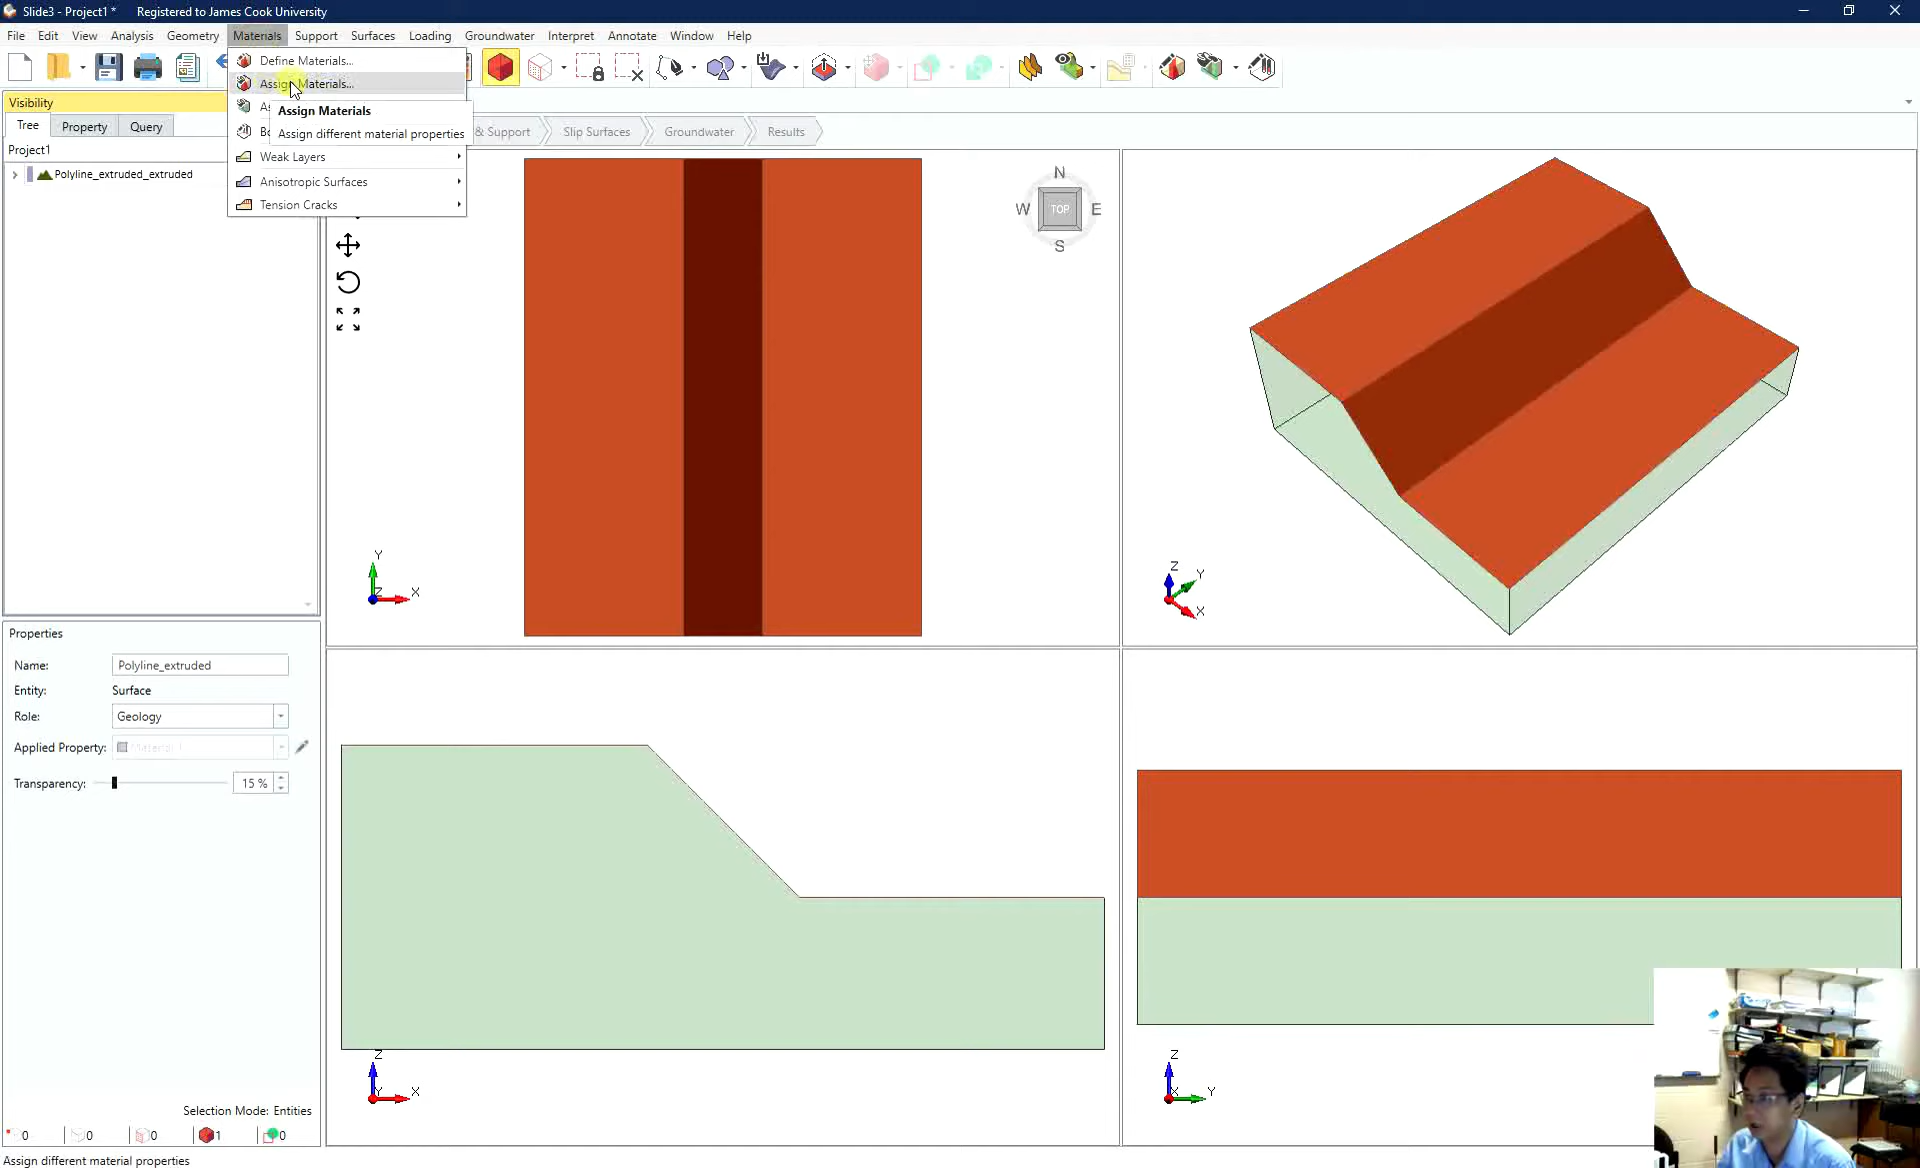 Slide3 - Project1 * Registered to James Cook University
File Edit View Analysis Geometry Materials Support Surfaces Loading Groundwater Interpret Annotate Window Help
Define Materials...
Assign Materials...
Assign Materials
Assign different material properties
Weak Layers
Anisotropic Surfaces
Tension Cracks
Visibility
Tree Property Query
Project1
Polyline_extruded_extruded
& Support Slip Surfaces Groundwater Results
N
W TOP E
S
Y
Z X
Z
Y
X
Properties
Name: Polyline_extruded
Entity: Surface
Role: Geology
Applied Property: Material 1
Transparency: 15 %
Z
Y X
Z
X Y
Selection Mode: Entities
0 0 0 1 0
Assign different material properties